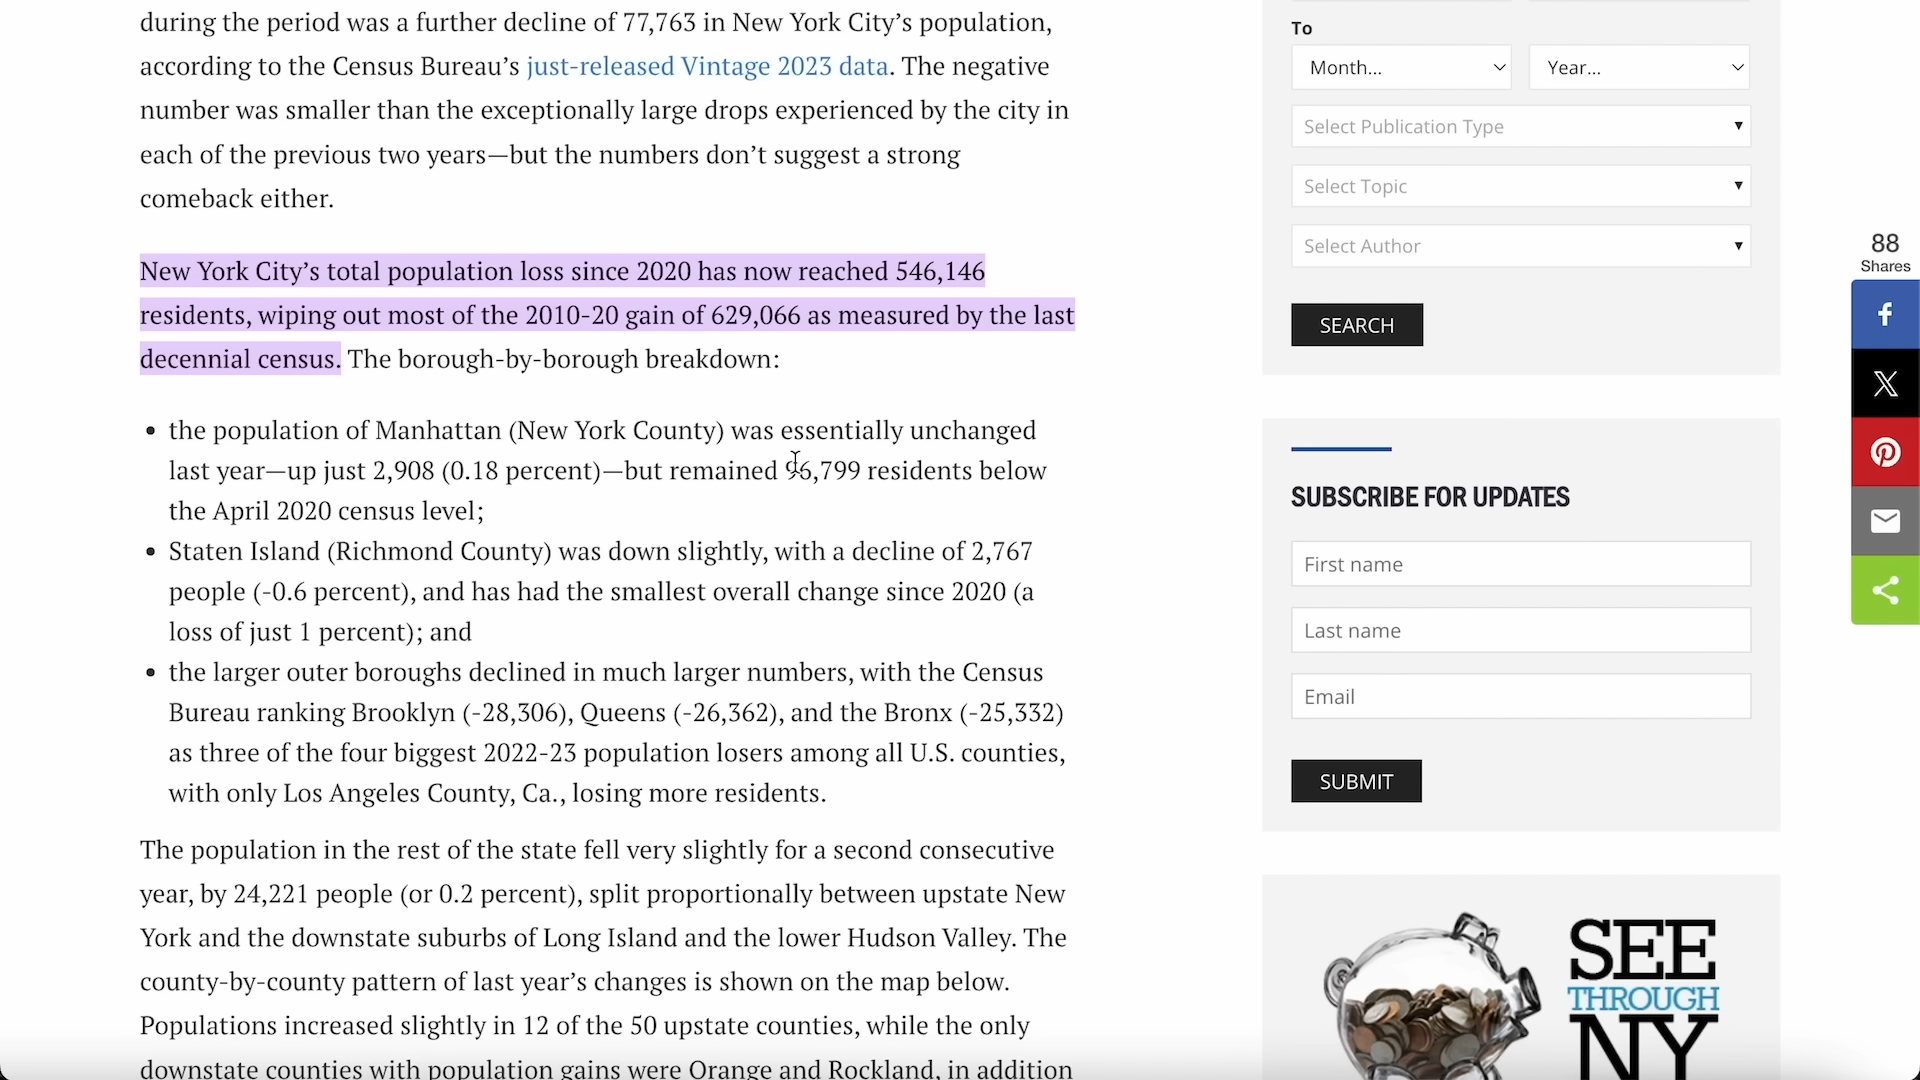 during the period was a further decline of 77,763 in New York City’s population,
according to the Census Bureau’s just-released Vintage 2023 data. The negative
number was smaller than the exceptionally large drops experienced by the city in
each of the previous two years—but the numbers don’t suggest a strong
comeback either.
New York City’s total population loss since 2020 has now reached 546,146
residents, wiping out most of the 2010-20 gain of 629,066 as measured by the last
decennial census. The borough-by-borough breakdown:
• the population of Manhattan (New York County) was essentially unchanged
last year—up just 2,908 (0.18 percent)—but remained 96,799 residents below
the April 2020 census level;
• Staten Island (Richmond County) was down slightly, with a decline of 2,767
people (-0.6 percent), and has had the smallest overall change since 2020 (a
loss of just 1 percent); and
• the larger outer boroughs declined in much larger numbers, with the Census
Bureau ranking Brooklyn (-28,306), Queens (-26,362), and the Bronx (-25,332)
as three of the four biggest 2022-23 population losers among all U.S. counties,
with only Los Angeles County, Ca., losing more residents.
The population in the rest of the state fell very slightly for a second consecutive
year, by 24,221 people (or 0.2 percent), split proportionally between upstate New
York and the downstate suburbs of Long Island and the lower Hudson Valley. The
county-by-county pattern of last year’s changes is shown on the map below.
Populations increased slightly in 12 of the 50 upstate counties, while the only
downstate counties with population gains were Orange and Rockland, in addition
To
Month...
Year...
Select Publication Type
Select Topic
Select Author
SEARCH
SUBSCRIBE FOR UPDATES
First name
Last name
Email
SUBMIT
SEE
THROUGH
NY
88
Shares